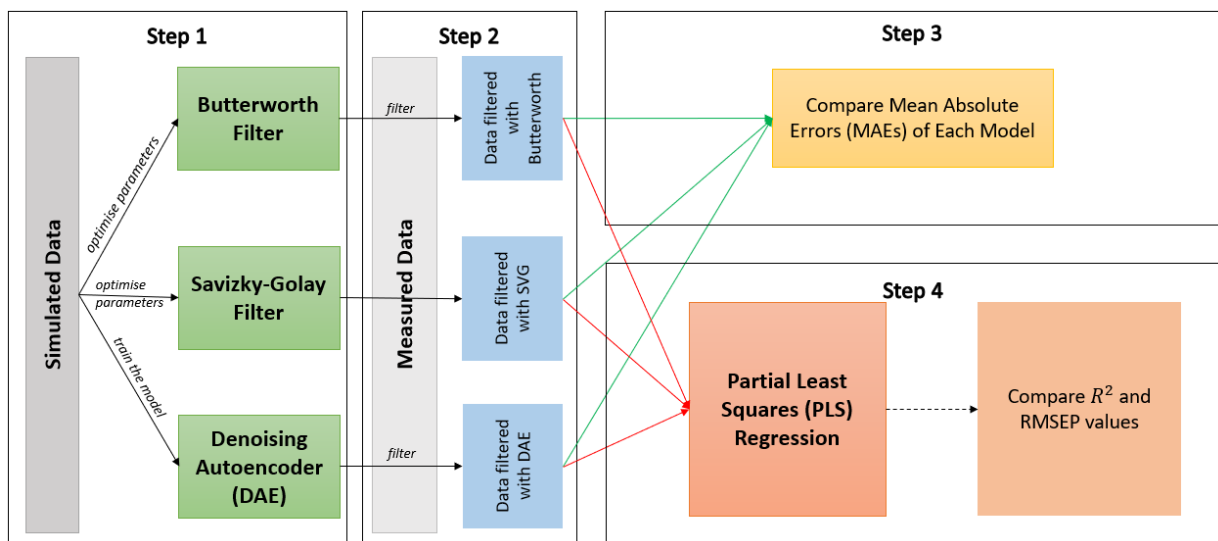 Step 1
Simulated Data
optimise parameters
optimise
parameters
train the model
Butterworth
Filter
Savizky-Golay
Filter
Denoising
Autoencoder
(DAE)
Step 2
Measured Data
filter
filter
Data filtered
with
Butterworth
Data filtered
with SVG
Data filtered
with DAE
Step 3
Compare Mean Absolute
Errors (MAEs) of Each Model
Step 4
Partial Least
Squares (PLS)
Regression
Compare R² and
RMSEP values